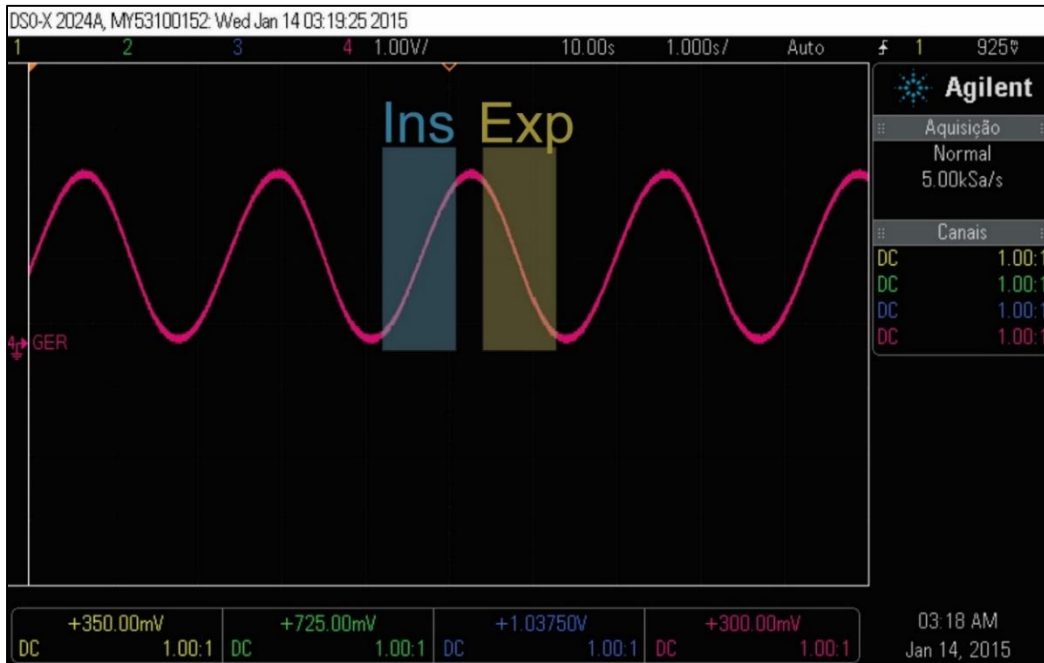 DSO-X 2024A, MY53100152: Wed Jan 14 03:19:25 2015
1 2 3 4 1.00V/ 10.00s 1.000s/ Auto 1 925mV
Ins Exp
Agilent
Aquisição
Normal
5.00kSa/s
Canais
DC 1.00:1
DC 1.00:1
DC 1.00:1
DC 1.00:1
4 GER
+350.00mV +725.00mV +1.03750V +300.00mV
DC 1.00:1 DC 1.00:1 DC 1.00:1 DC 1.00:1
03:18 AM
Jan 14, 2015